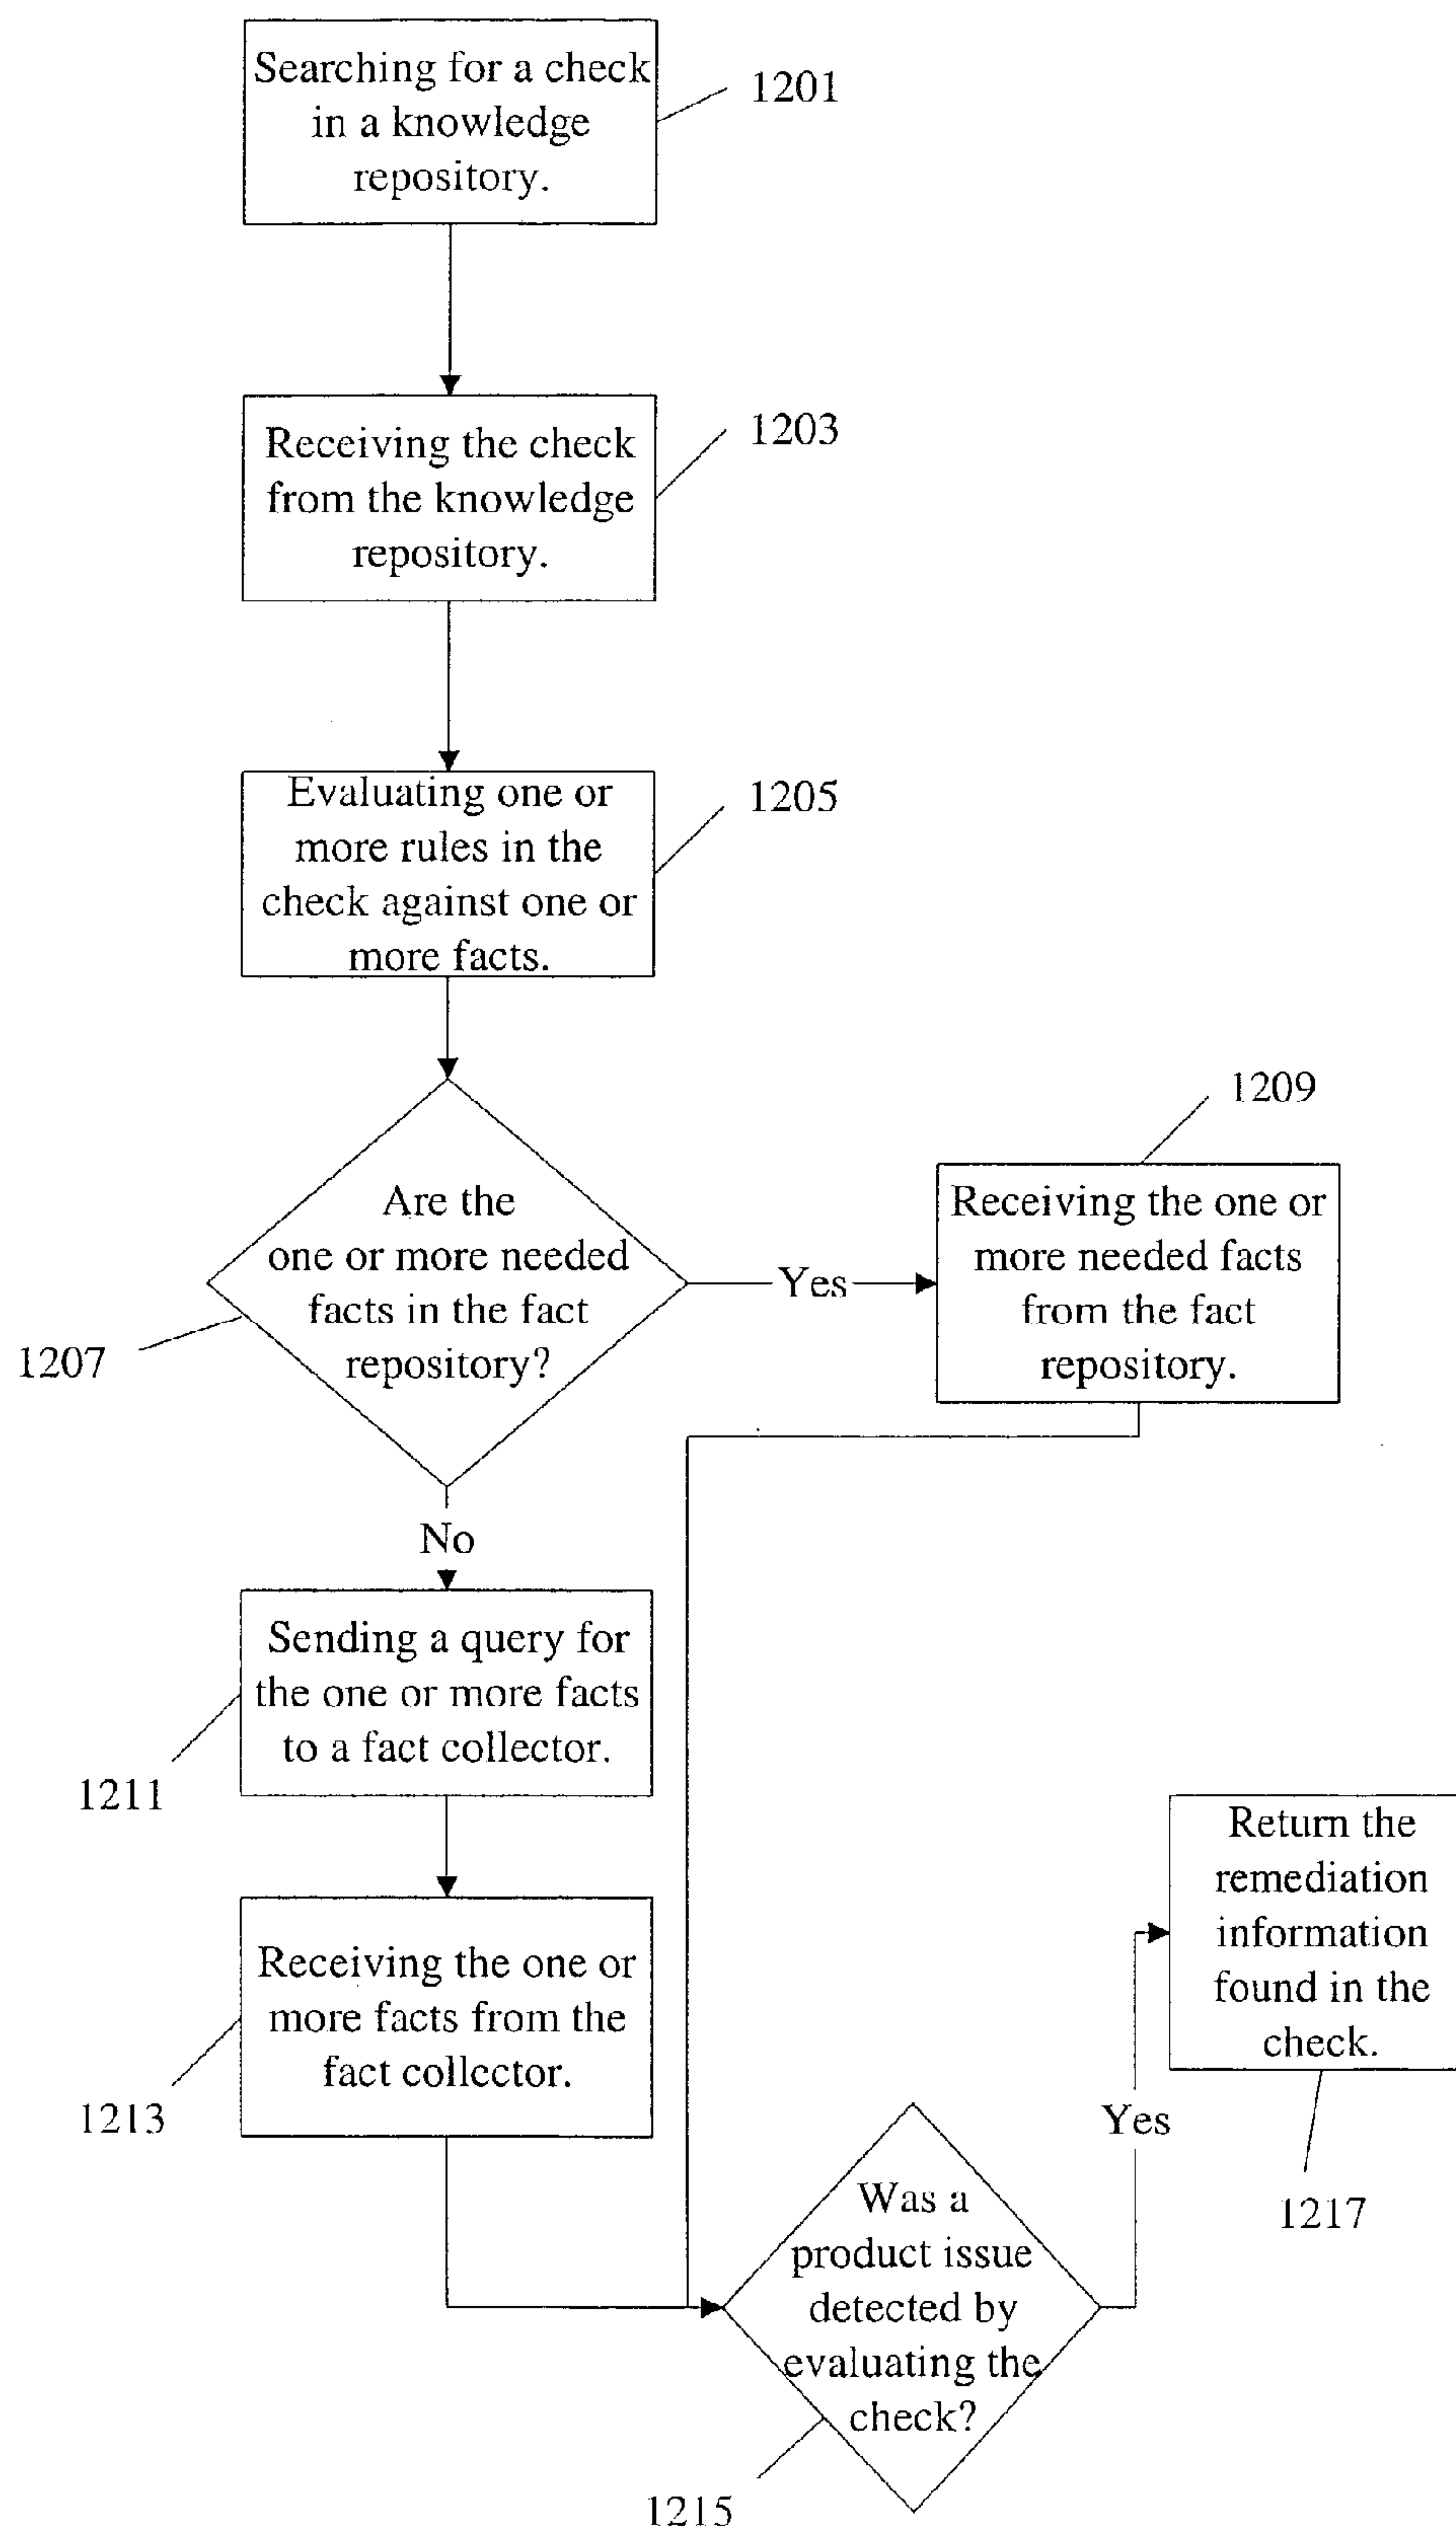 Searching for a check
in a knowledge
repository.
1201
Receiving the check
from the knowledge
repository.
1203
Evaluating one or
more rules in the
check against one or
more facts.
1205
Are the
one or more needed
facts in the fact
repository?
1207
Yes
Receiving the one or
more needed facts
from the fact
repository.
1209
No
Sending a query for
the one or more facts
to a fact collector.
1211
Receiving the one or
more facts from the
fact collector.
1213
Was a
product issue
detected by
evaluating the
check?
1215
Yes
Return the
remediation
information
found in the
check.
1217